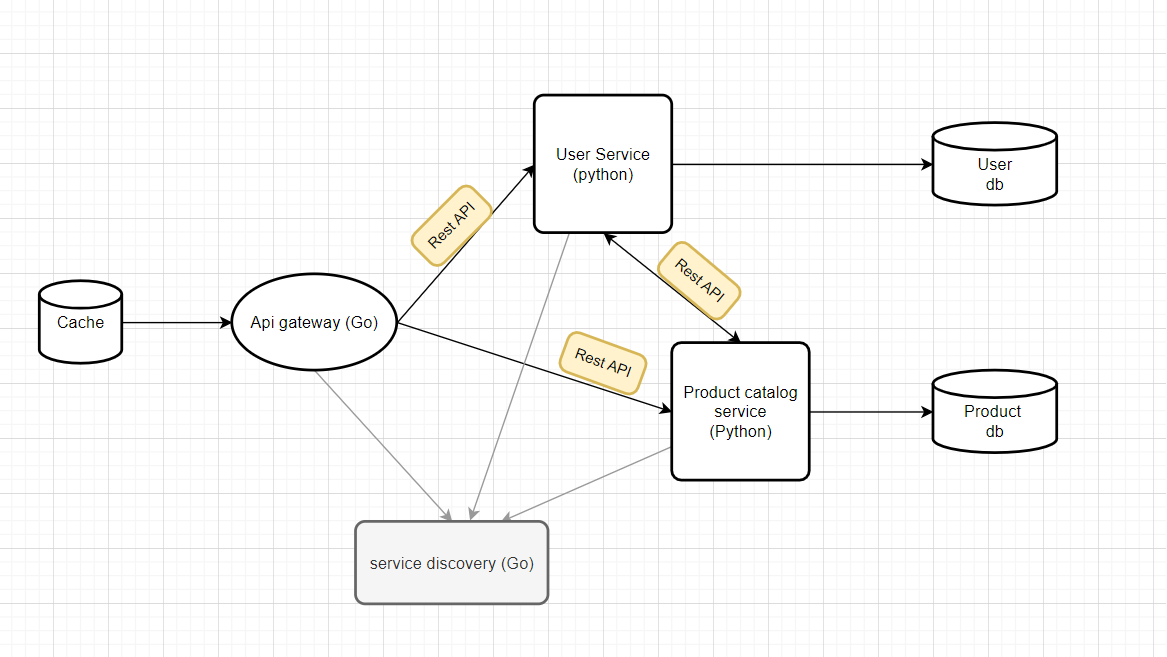 User Service
(python)
User
db
Rest API
Rest API
Cache
Api gateway (Go)
Rest API
Product catalog
service
(Python)
Product
db
service discovery (Go)